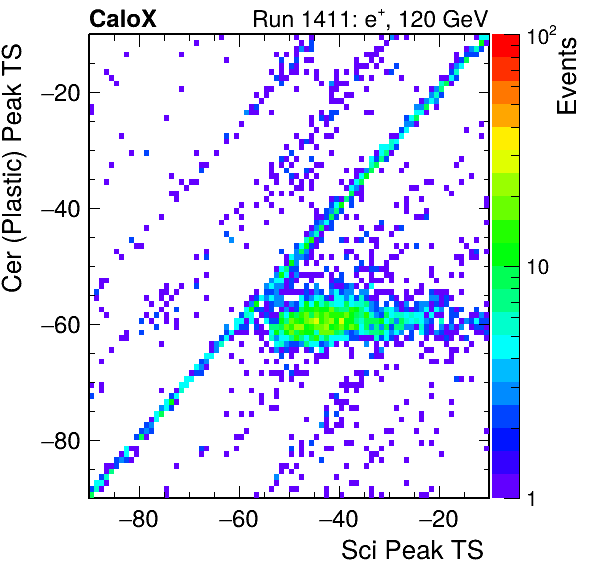 CaloX Run 1411: e⁺, 120 GeV
Cer (Plastic) Peak TS
−20
−40
−60
−80
−80 −60 −40 −20
Sci Peak TS
10²
10
1
Events